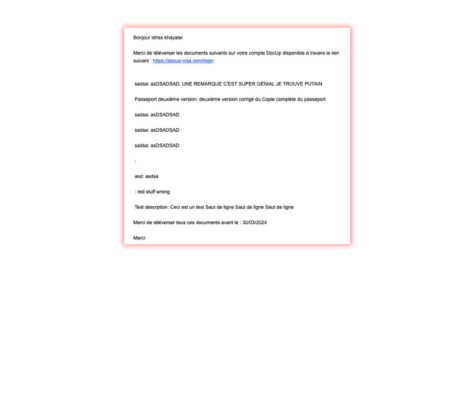 Bonjour idriss khayater
Merci de téléverser les documents suivants sur votre compte DocUp disponible à travers le lien
suivant : https://docup-visa.com/login
sadsa: asDSADSAD. UNE REMARQUE C'EST SUPER GÉNIAL JE TROUVE PUTAIN
Passeport deuxième version: deuxième version corrigé du Copie complète du passeport
sadsa: asDSADSAD
sadsa: asDSADSAD
sadsa: asDSADSAD
:
asd: asdsa
: red stuff wrong
Test description: Ceci est un test Saut de ligne Saut de ligne Saut de ligne
Merci de téléverser tous ces documents avant le : 30/03/2024
Merci